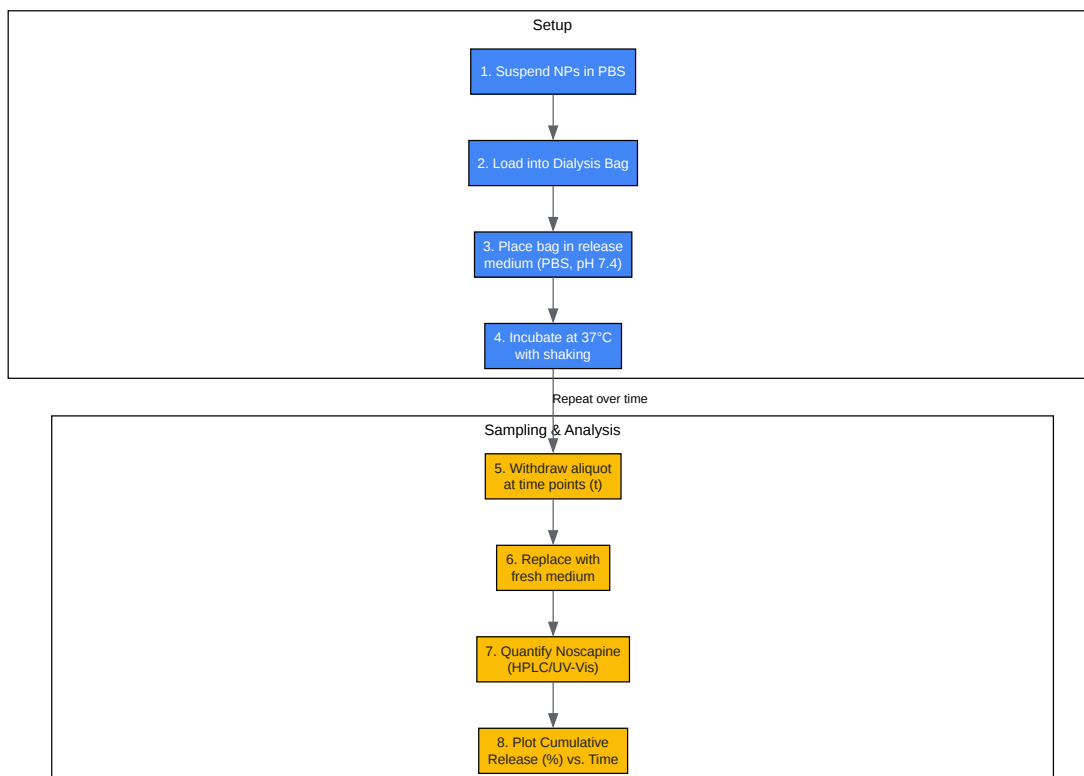 Setup
1. Suspend NPs in PBS
2. Load into Dialysis Bag
3. Place bag in release
medium (PBS, pH 7.4)
4. Incubate at 37°C
with shaking
Repeat over time
Sampling & Analysis
5. Withdraw aliquot
at time points (t)
6. Replace with
fresh medium
7. Quantify Noscapine
(HPLC/UV-Vis)
8. Plot Cumulative
Release (%) vs. Time